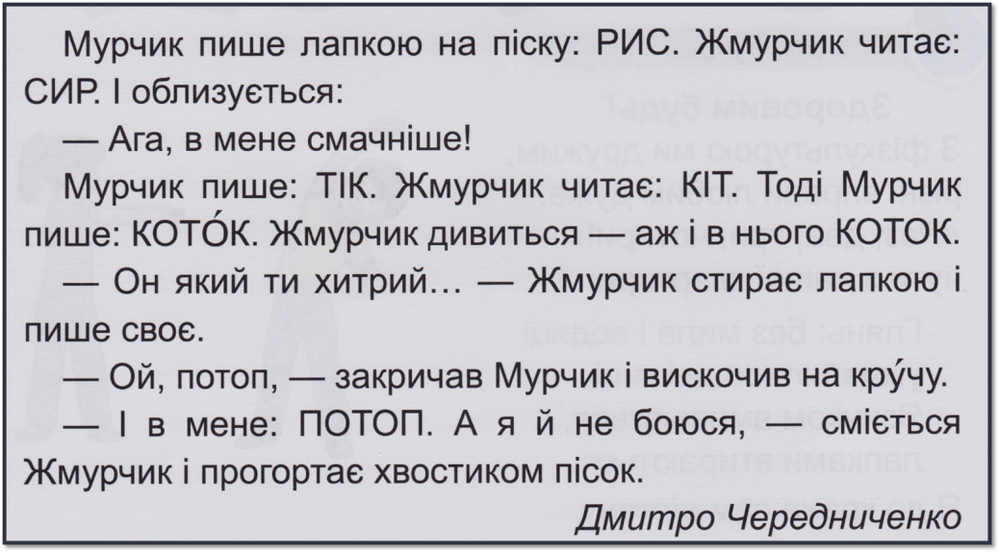 Мурчик пише лапкою на піску: РИС. Жмурчик читає:
СИР. І облизується:
— Ага, в мене смачніше!
Мурчик пише: ТІК. Жмурчик читає: КІТ. Тоді Мурчик
пише: КОТО́К. Жмурчик дивиться — аж і в нього КОТОК.
— Он який ти хитрий... — Жмурчик стирає лапкою і
пише своє.
— Ой, потоп, — закричав Мурчик і вискочив на кру́чу.
— І в мене: ПОТОП. А я й не боюся, — сміється
Жмурчик і прогортає хвостиком пісок.
Дмитро Чередниченко